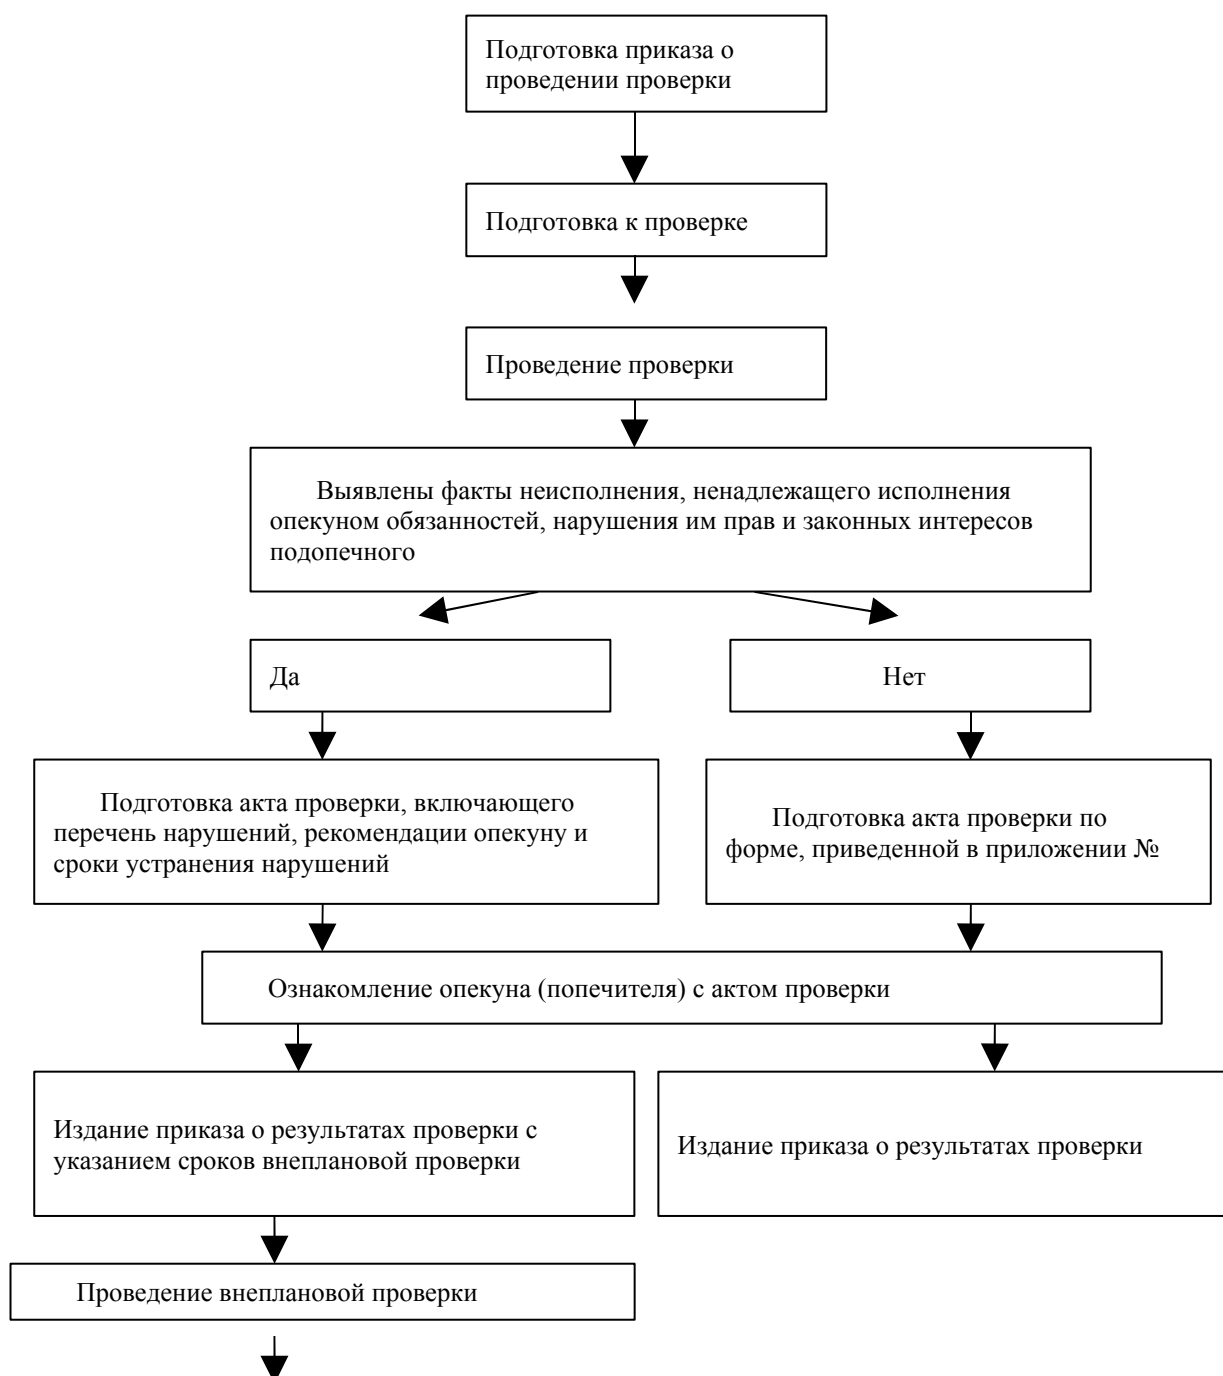 Подготовка приказа о
проведении проверки
Подготовка к проверке
Проведение проверки
Выявлены факты неисполнения, ненадлежащего исполнения
опекуном обязанностей, нарушения им прав и законных интересов
подопечного
Да
Нет
Подготовка акта проверки, включающего
перечень нарушений, рекомендации опекуну и
сроки устранения нарушений
Подготовка акта проверки по
форме, приведенной в приложении №
Ознакомление опекуна (попечителя) с актом проверки
Издание приказа о результатах проверки с
указанием сроков внеплановой проверки
Издание приказа о результатах проверки
Проведение внеплановой проверки